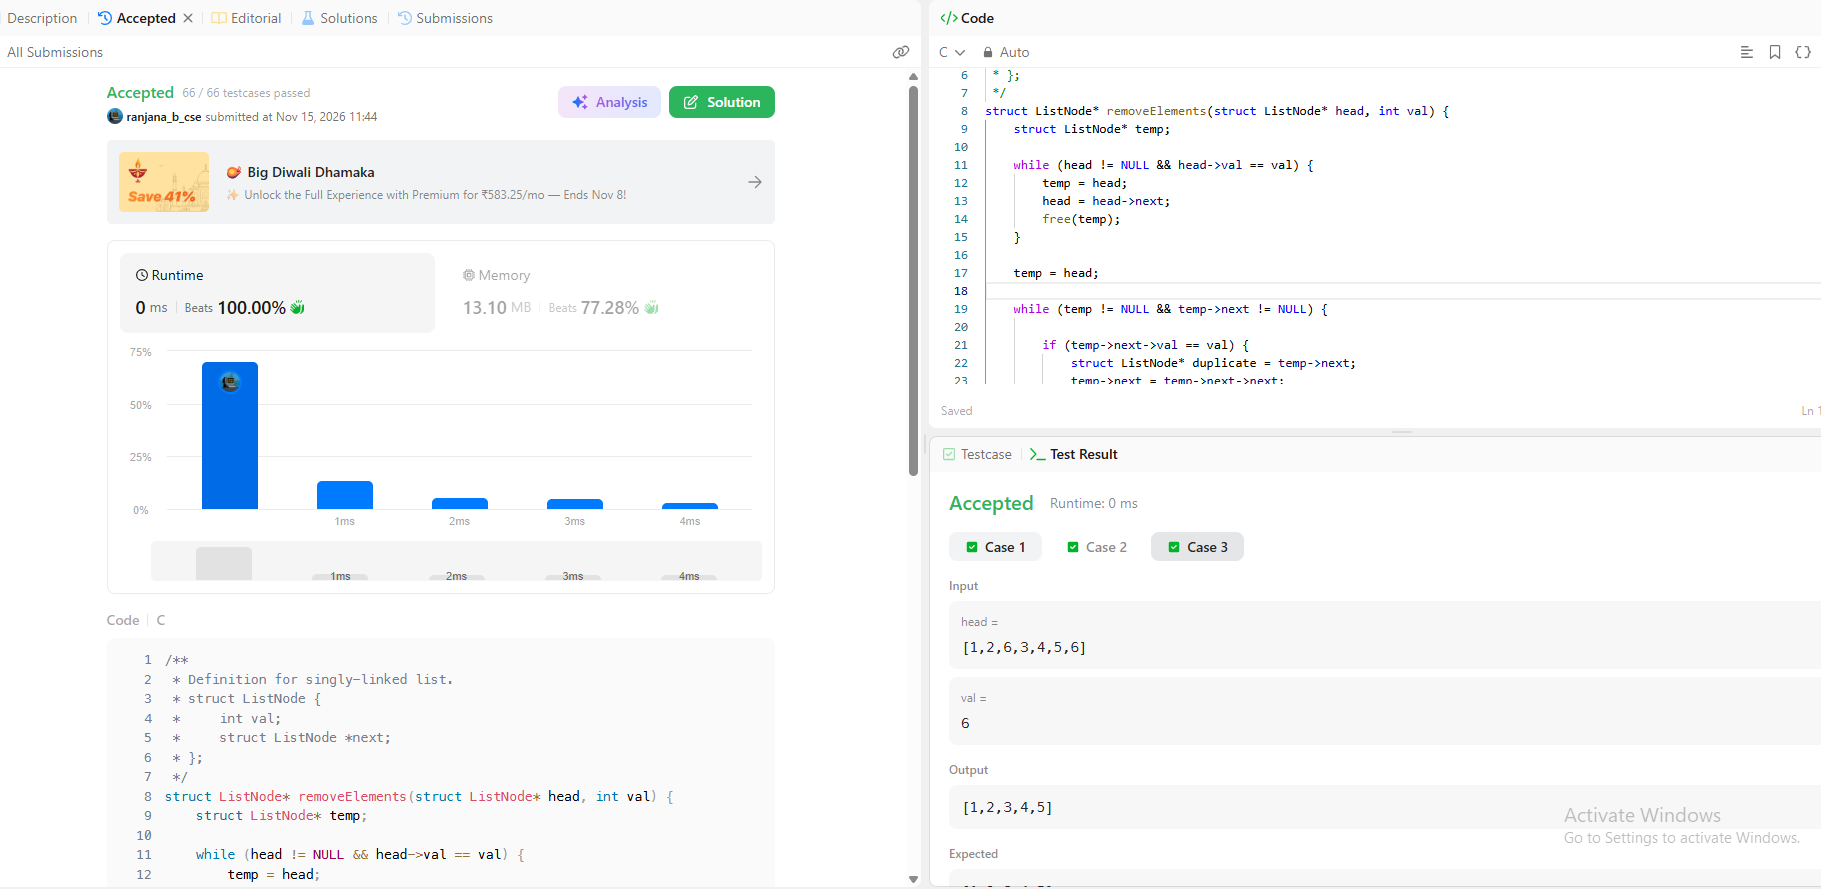 Description
Accepted
Editorial
Solutions
Submissions
All Submissions
Accepted 66 / 66 testcases passed
ranjana_b_cse submitted at Nov 15, 2026 11:44
Analysis
Solution
Save 41%
Big Diwali Dhamaka
Unlock the Full Experience with Premium for ₹583.25/mo — Ends Nov 8!
Runtime
0 ms Beats 100.00%
Memory
13.10 MB Beats 77.28%
75%
50%
25%
0%
1ms 2ms 3ms 4ms
1ms 2ms 3ms 4ms
Code C
1 /**
2 * Definition for singly-linked list.
3 * struct ListNode {
4 *     int val;
5 *     struct ListNode *next;
6 * };
7 */
8 struct ListNode* removeElements(struct ListNode* head, int val) {
9     struct ListNode* temp;
10
11     while (head != NULL && head->val == val) {
12         temp = head;
Code
C
Auto
6 * };
7 */
8 struct ListNode* removeElements(struct ListNode* head, int val) {
9     struct ListNode* temp;
10
11     while (head != NULL && head->val == val) {
12         temp = head;
13         head = head->next;
14         free(temp);
15     }
16
17     temp = head;
18
19     while (temp != NULL && temp->next != NULL) {
20
21         if (temp->next->val == val) {
22             struct ListNode* duplicate = temp->next;
23             temp->next = temp->next->next;
Saved
Ln 1
Testcase
Test Result
Accepted Runtime: 0 ms
Case 1
Case 2
Case 3
Input
head =
[1,2,6,3,4,5,6]
val =
6
Output
[1,2,3,4,5]
Expected
Activate Windows
Go to Settings to activate Windows.